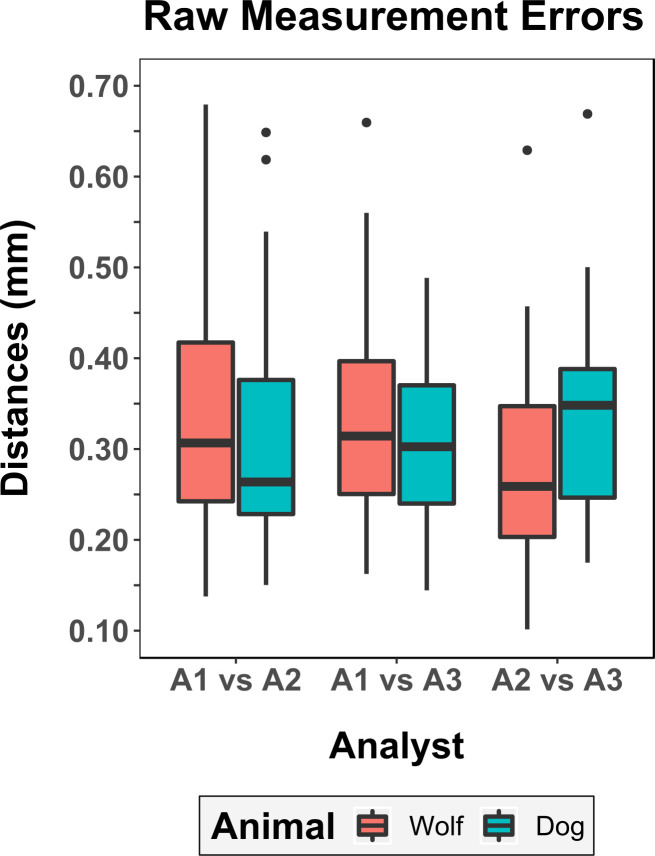 Raw Measurement Errors
0.70
0.60
0.50
0.40
0.30
0.20
0.10
Distances (mm)
A1 vs A2 A1 vs A3 A2 vs A3
Analyst
Animal Wolf Dog